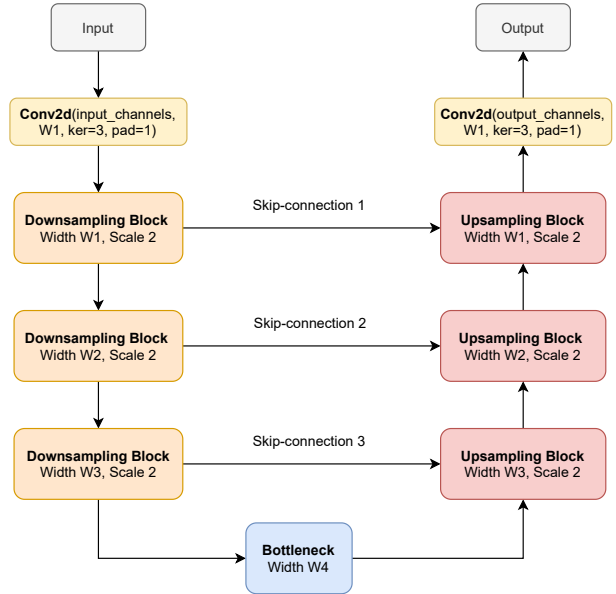 Input
Output
Conv2d(input_channels,
W1, ker=3, pad=1)
Conv2d(output_channels,
W1, ker=3, pad=1)
Downsampling Block
Width W1, Scale 2
Skip-connection 1
Upsampling Block
Width W1, Scale 2
Downsampling Block
Width W2, Scale 2
Skip-connection 2
Upsampling Block
Width W2, Scale 2
Downsampling Block
Width W3, Scale 2
Skip-connection 3
Upsampling Block
Width W3, Scale 2
Bottleneck
Width W4